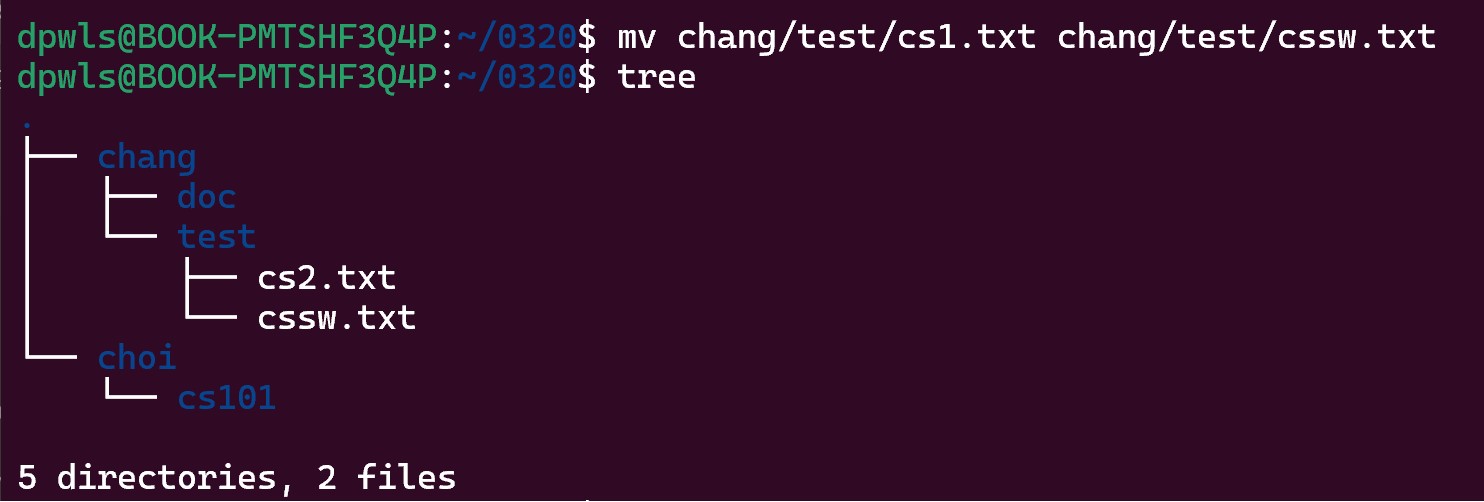 dpwls@BOOK-PMTSHF3Q4P:~/0320$ mv chang/test/cs1.txt chang/test/cssw.txt
dpwls@BOOK-PMTSHF3Q4P:~/0320$ tree
.
├── chang
│   ├── doc
│   └── test
│       ├── cs2.txt
│       └── cssw.txt
└── choi
    └── cs101

5 directories, 2 files